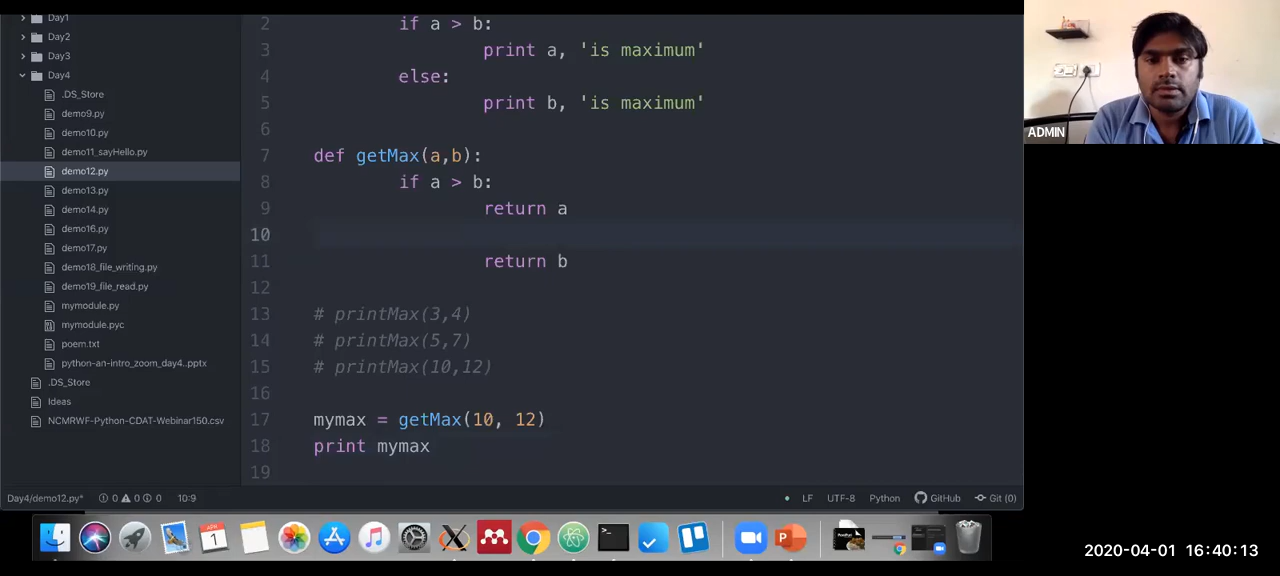 Day1
Day2
Day3
Day4
.DS_Store
demo9.py
demo10.py
demo11_sayHello.py
demo12.py
demo13.py
demo14.py
demo16.py
demo17.py
demo18_file_writing.py
demo19_file_read.py
mymodule.py
mymodule.pyc
poem.txt
python-an-intro_zoom_day4..pptx
.DS_Store
Ideas
NCMRWF-Python-CDAT-Webinar150.csv
2 if a > b:
3 print a, 'is maximum'
4 else:
5 print b, 'is maximum'
6
7 def getMax(a,b):
8 if a > b:
9 return a
10
11 return b
12
13 # printMax(3,4)
14 # printMax(5,7)
15 # printMax(10,12)
16
17 mymax = getMax(10, 12)
18 print mymax
19
ADMIN
Day4/demo12.py* 0 0 0 10:9 LF UTF-8 Python GitHub Git (0)
APR
1
2020-04-01 16:40:13